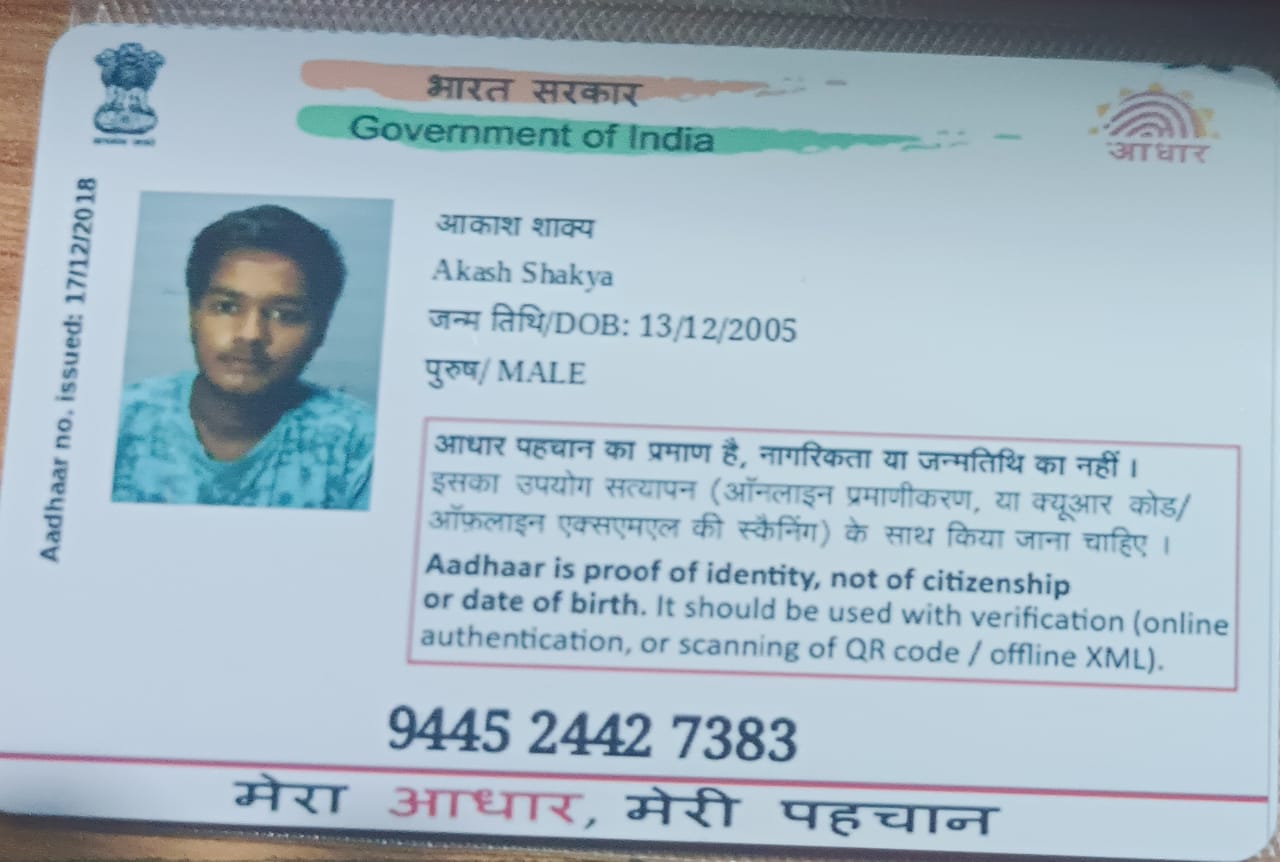 भारत सरकार
Government of India
आधार
Aadhaar no. issued: 17/12/2018
आकाश शाक्य
Akash Shakya
जन्म तिथि/DOB: 13/12/2005
पुरुष/ MALE
आधार पहचान का प्रमाण है, नागरिकता या जन्मतिथि का नहीं ।
इसका उपयोग सत्यापन (ऑनलाइन प्रमाणीकरण, या क्यूआर कोड/
ऑफ़लाइन एक्सएमएल की स्कैनिंग) के साथ किया जाना चाहिए ।
Aadhaar is proof of identity, not of citizenship
or date of birth. It should be used with verification (online
authentication, or scanning of QR code / offline XML).
9445 2442 7383
मेरा आधार, मेरी पहचान